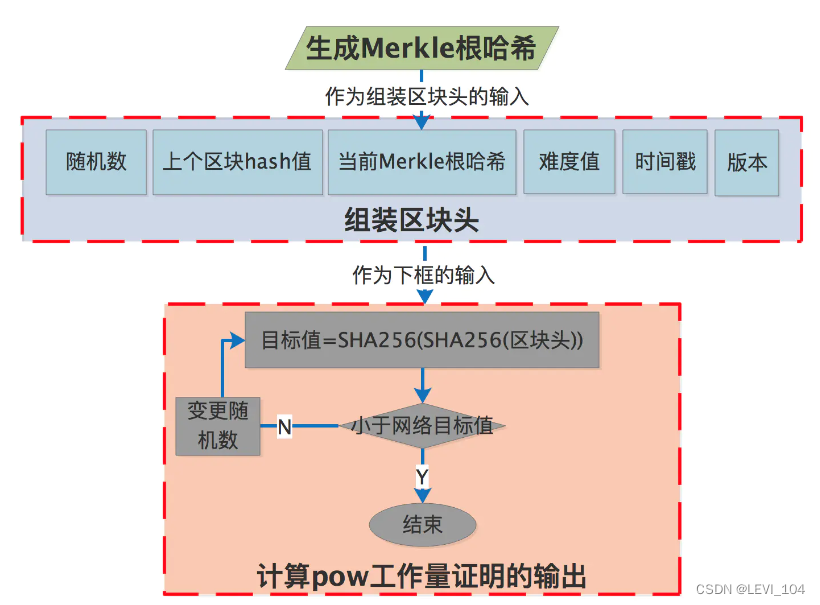 生成Merkle根哈希
作为组装区块头的输入
随机数
上个区块hash值
当前Merkle根哈希
难度值
时间戳
版本
组装区块头
作为下框的输入
目标值=SHA256(SHA256(区块头))
变更随
机数
N
小于网络目标值
Y
结束
计算pow工作量证明的输出
CSDN @LEVI_104